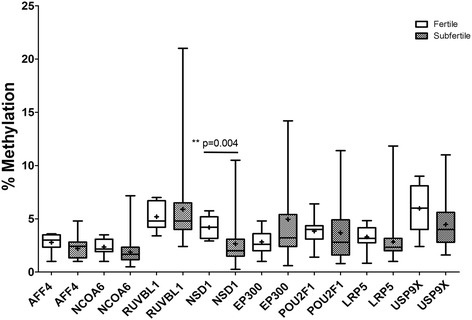 25
20
15
10
5
0
% Methylation
Fertile
Subfertile
** p=0.004
AFF4
AFF4
NCOA6
NCOA6
RUVBL1
RUVBL1
NSD1
NSD1
EP300
EP300
POU2F1
POU2F1
LRP5
LRP5
USP9X
USP9X